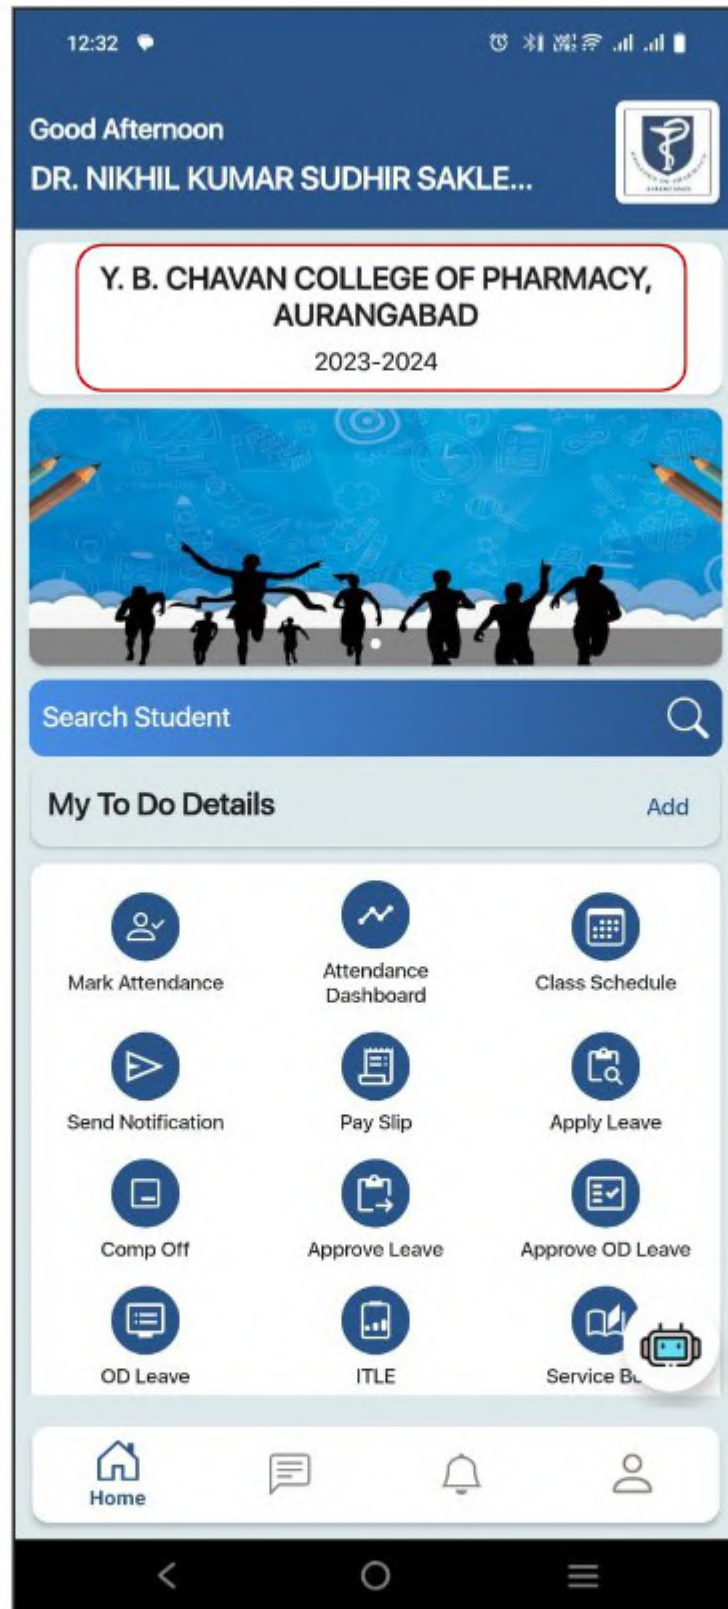 12:32
Good Afternoon
DR. NIKHIL KUMAR SUDHIR SAKLE...
Y. B. CHAVAN COLLEGE OF PHARMACY,
AURANGABAD
2023-2024
Search Student
My To Do Details
Add
Mark Attendance
Attendance
Dashboard
Class Schedule
Send Notification
Pay Slip
Apply Leave
Comp Off
Approve Leave
Approve OD Leave
OD Leave
ITLE
Service
Home